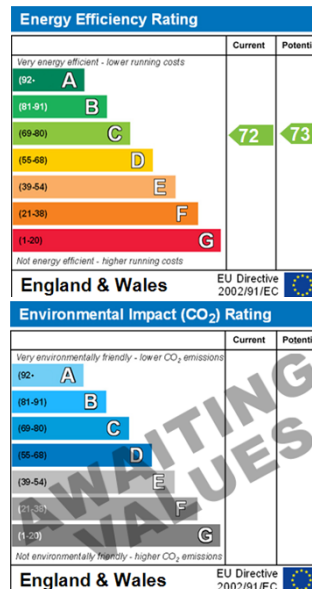 Energy Efficiency Rating
Current Potenti
Very energy efficient - lower running costs
(92- A
(81-91) B
(69-80) C 72 73
(55-68) D
(39-54) E
(21-38) F
(1-20) G
Not energy efficient - higher running costs
England & Wales
EU Directive
2002/91/EC
Environmental Impact (CO₂) Rating
Current Potenti
Very environmentally friendly - lower CO₂ emissions
(92- A
(81-91) B
(69-80) C
(55-68) D
(39-54) E
(21-38) F
(1-20) G
AWAITING
VALUES
Not environmentally friendly - higher CO₂ emissions
England & Wales
EU Directive
2002/91/EC